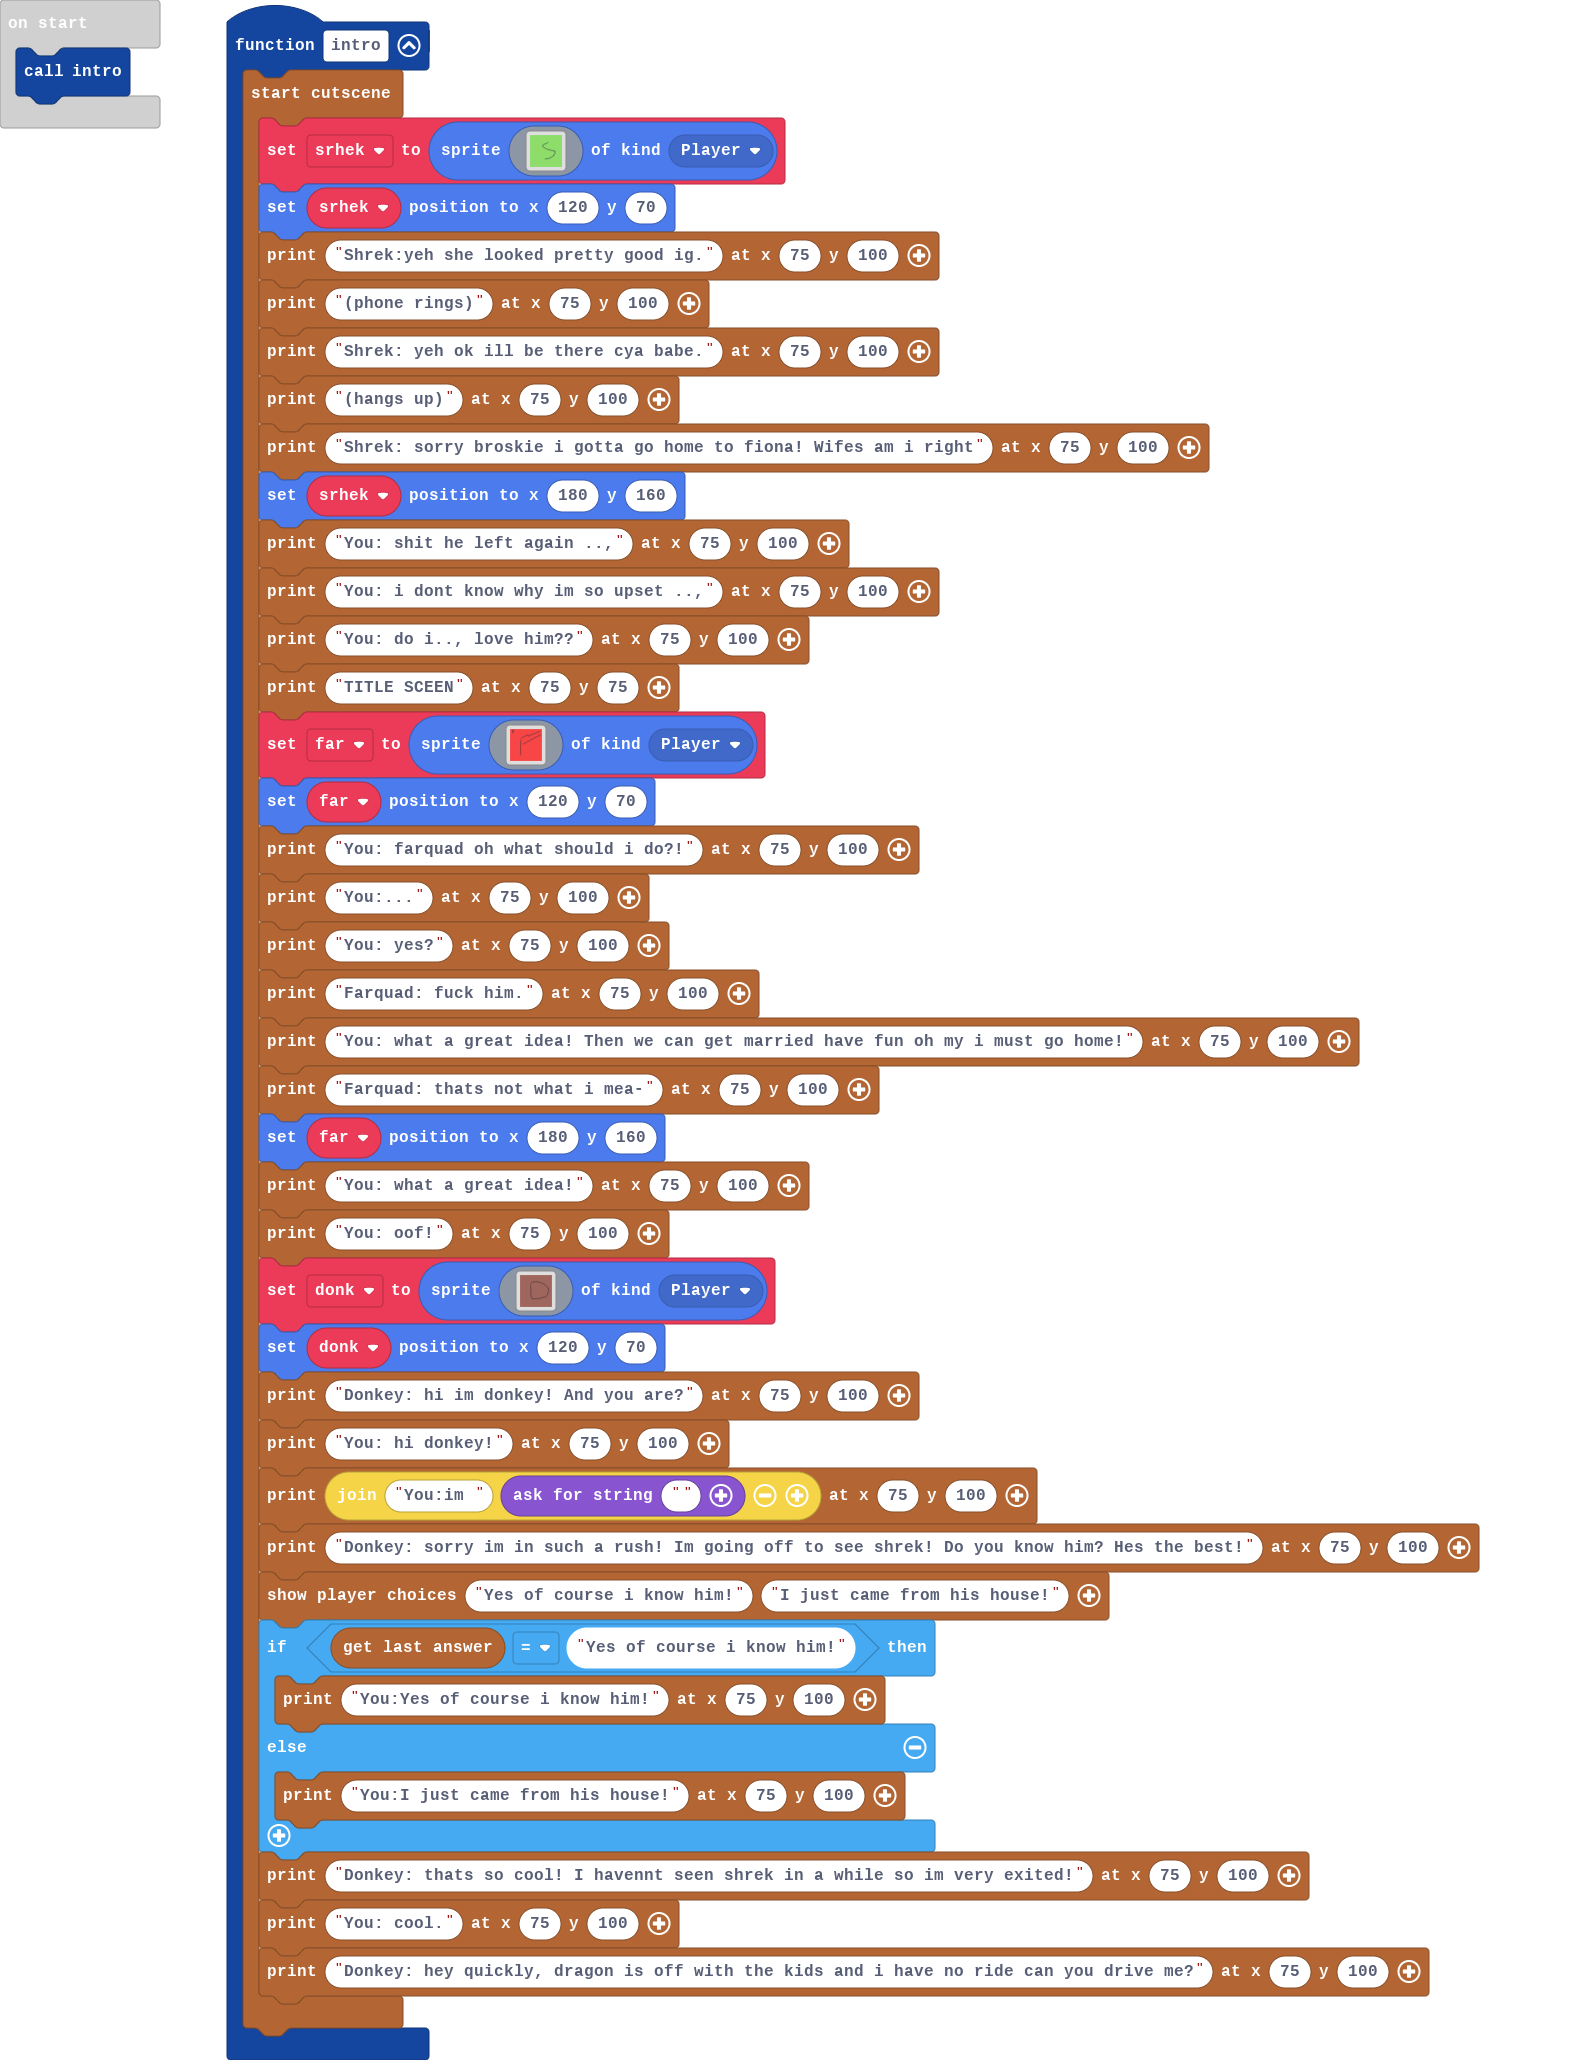 on start
call intro
function intro
start cutscene
set srhek to sprite S of kind Player
set srhek position to x 120 y 70
print "Shrek:yeh she looked pretty good ig." at x 75 y 100
print "(phone rings)" at x 75 y 100
print "Shrek: yeh ok ill be there cya babe." at x 75 y 100
print "(hangs up)" at x 75 y 100
print "Shrek: sorry broskie i gotta go home to fiona! Wifes am i right" at x 75 y 100
set srhek position to x 180 y 160
print "You: shit he left again ..," at x 75 y 100
print "You: i dont know why im so upset ..," at x 75 y 100
print "You: do i.., love him??" at x 75 y 100
print "TITLE SCEEN" at x 75 y 75
set far to sprite F of kind Player
set far position to x 120 y 70
print "You: farquad oh what should i do?!" at x 75 y 100
print "You:..." at x 75 y 100
print "You: yes?" at x 75 y 100
print "Farquad: fuck him." at x 75 y 100
print "You: what a great idea! Then we can get married have fun oh my i must go home!" at x 75 y 100
print "Farquad: thats not what i mea-" at x 75 y 100
set far position to x 180 y 160
print "You: what a great idea!" at x 75 y 100
print "You: oof!" at x 75 y 100
set donk to sprite D of kind Player
set donk position to x 120 y 70
print "Donkey: hi im donkey! And you are?" at x 75 y 100
print "You: hi donkey!" at x 75 y 100
print join "You:im " ask for string "" at x 75 y 100
print "Donkey: sorry im in such a rush! Im going off to see shrek! Do you know him? Hes the best!" at x 75 y 100
show player choices "Yes of course i know him!" "I just came from his house!"
if get last answer = "Yes of course i know him!" then
print "You:Yes of course i know him!" at x 75 y 100
else
print "You:I just came from his house!" at x 75 y 100
print "Donkey: thats so cool! I havennt seen shrek in a while so im very exited!" at x 75 y 100
print "You: cool." at x 75 y 100
print "Donkey: hey quickly, dragon is off with the kids and i have no ride can you drive me?" at x 75 y 100